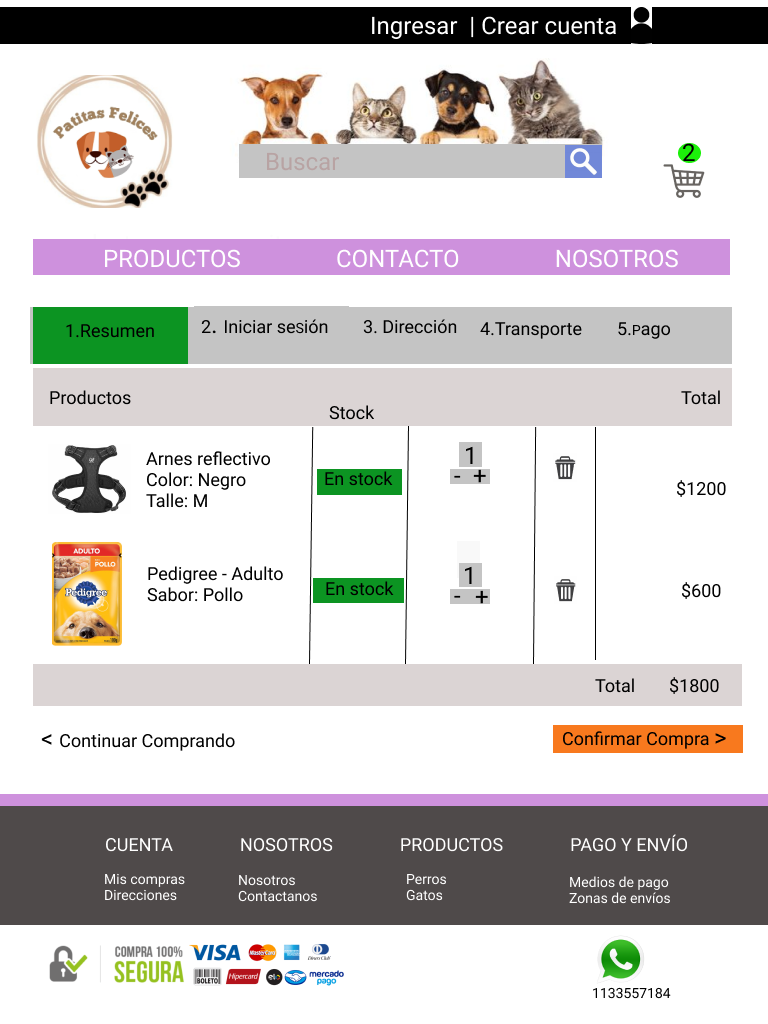 Ingresar | Crear cuenta
Patitas Felices
Buscar
2
PRODUCTOS CONTACTO NOSOTROS
1.Resumen 2. Iniciar sesión 3. Dirección 4.Transporte 5.Pago
Productos Stock Total
Arnes reflectivo
Color: Negro
Talle: M
En stock
1
- +
$1200
ADULTO
POLLO
Pedigree
Pedigree - Adulto
Sabor: Pollo
En stock
1
- +
$600
Total $1800
< Continuar Comprando
Confirmar Compra >
CUENTA NOSOTROS PRODUCTOS PAGO Y ENVÍO
Mis compras Nosotros Perros Medios de pago
Direcciones Contactanos Gatos Zonas de envíos
COMPRA 100%
SEGURA
VISA MasterCard Diners Club
BOLETO Hipercard elo mercado
pago
1133557184